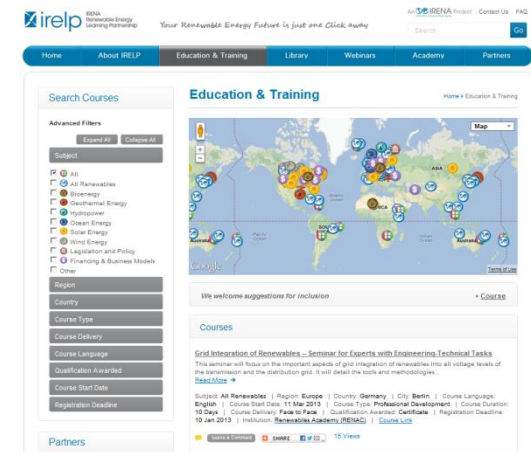 irelp
IRENA
Renewable Energy
Learning Partnership
Your Renewable Energy Future is just one Click away
An IRENA Project Contact Us FAQ
Search Go
Home About IRELP Education & Training Library Webinars Academy Partners
Search Courses
Advanced Filters
Expand All Collapse All
Subject
All
All Renewables
Bioenergy
Geothermal Energy
Hydropower
Ocean Energy
Solar Energy
Wind Energy
Legislation and Policy
Financing & Business Models
Other
Region
Country
Course Type
Course Delivery
Course Language
Qualification Awarded
Course Start Date
Registration Deadline
Partners
Education & Training
Home Education & Training
Map
ASIA
Atlantic
Ocean
Pacific
Ocean
Indian
Ocean
Australia
Australia
Google
Terms of Use
We welcome suggestions for inclusion
+ Course
Courses
Grid Integration of Renewables – Seminar for Experts with Engineering-Technical Tasks
This seminar will focus on the important aspects of grid integration of renewables into all voltage levels of
the transmission and the distribution grid. It will detail the tools and methodologies..
Read More
Subject: All Renewables | Region: Europe | Country: Germany | City: Berlin | Course Language:
English | Course Start Date: 11 Mar 2013 | Course Type: Professional Development | Course Duration:
10 Days | Course Delivery: Face to Face | Qualification Awarded: Certificate | Registration Deadline:
10 Jan 2013 | Institution: Renewables Academy (RENAC) | Course Link
Leave a Comment SHARE 15 Views